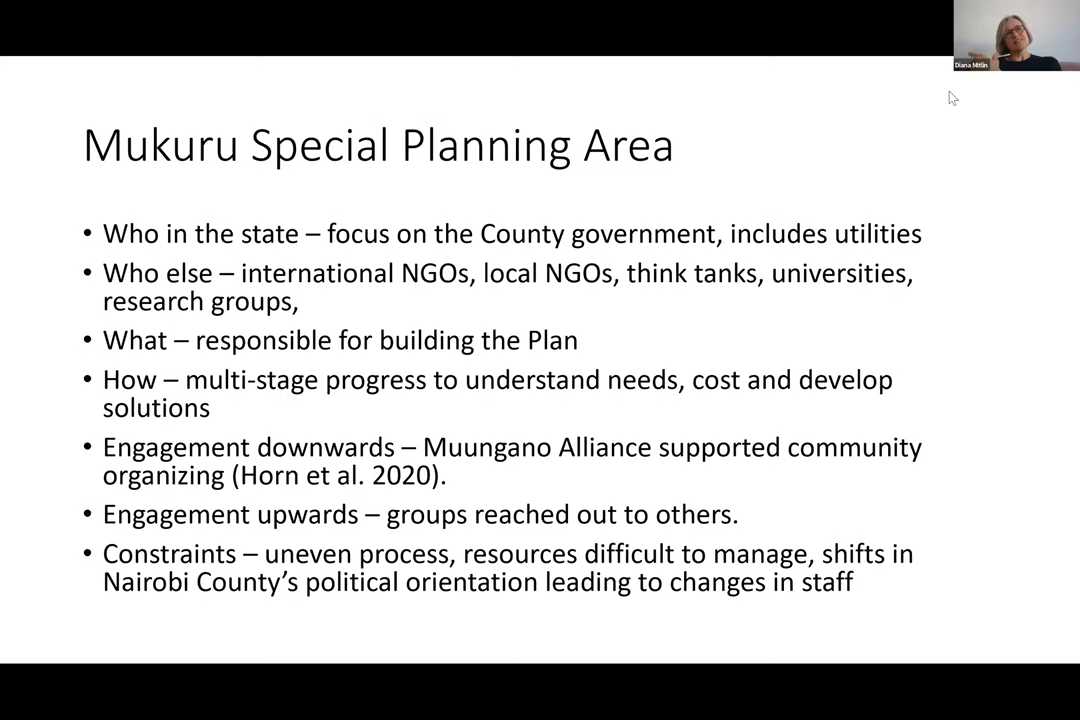 Diana Mitlin
Mukuru Special Planning Area
• Who in the state – focus on the County government, includes utilities
• Who else – international NGOs, local NGOs, think tanks, universities,
research groups,
• What – responsible for building the Plan
• How – multi-stage progress to understand needs, cost and develop
solutions
• Engagement downwards – Muungano Alliance supported community
organizing (Horn et al. 2020).
• Engagement upwards – groups reached out to others.
• Constraints – uneven process, resources difficult to manage, shifts in
Nairobi County’s political orientation leading to changes in staff